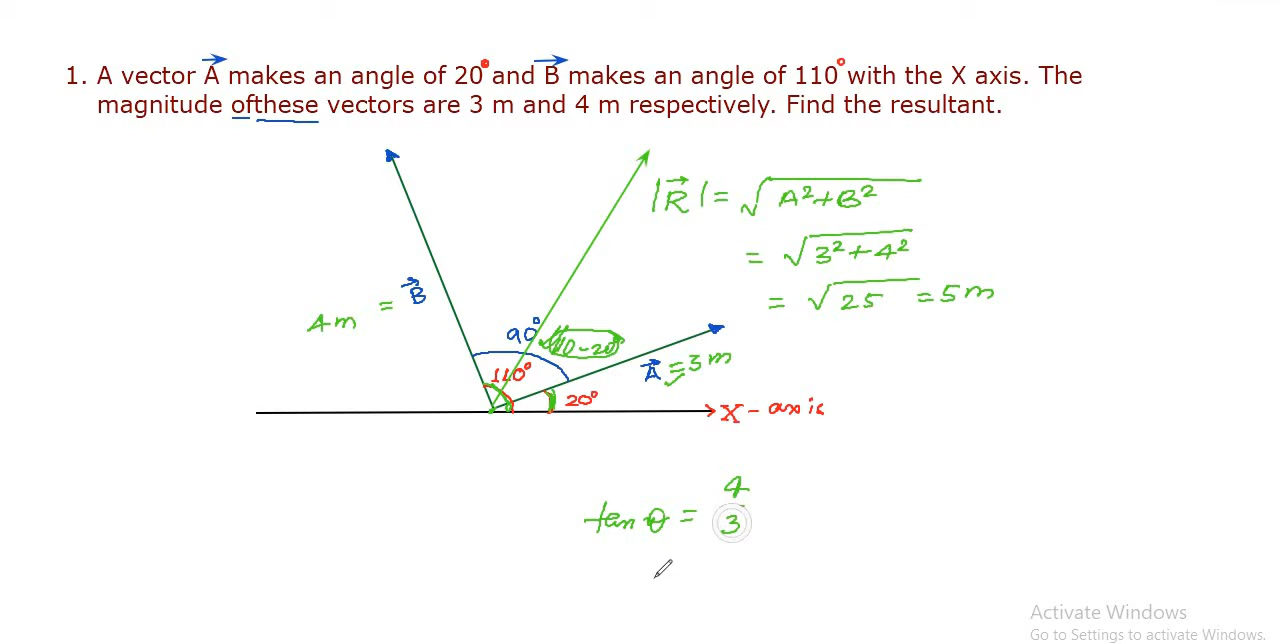 1. A vector A makes an angle of 20° and B makes an angle of 110° with the X axis. The
magnitude ofthese vectors are 3 m and 4 m respectively. Find the resultant.
|R| = √A²+B²
= √3²+4²
= √25 = 5m
4m = B
90°
110-20°
A = 3m
110°
20°
X - axis
tan θ = 4/3
Activate Windows
Go to Settings to activate Windows.